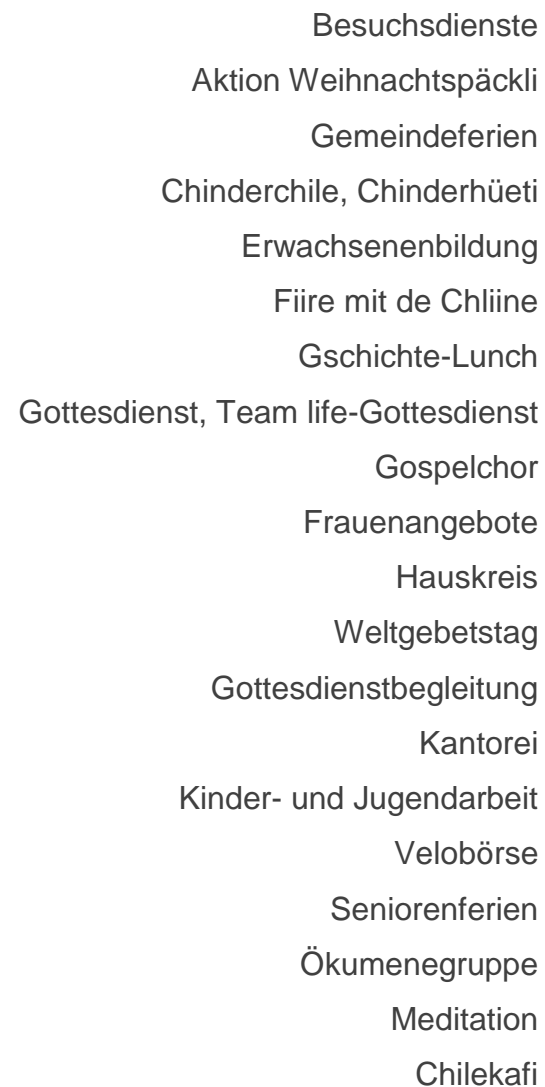 Besuchsdienste
Aktion Weihnachtspäckli
Gemeindeferien
Chinderchile, Chinderhüeti
Erwachsenenbildung
Fiire mit de Chliine
Gschichte-Lunch
Gottesdienst, Team life-Gottesdienst
Gospelchor
Frauenangebote
Hauskreis
Weltgebetstag
Gottesdienstbegleitung
Kantorei
Kinder- und Jugendarbeit
Velobörse
Seniorenferien
Ökumenegruppe
Meditation
Chilekafi